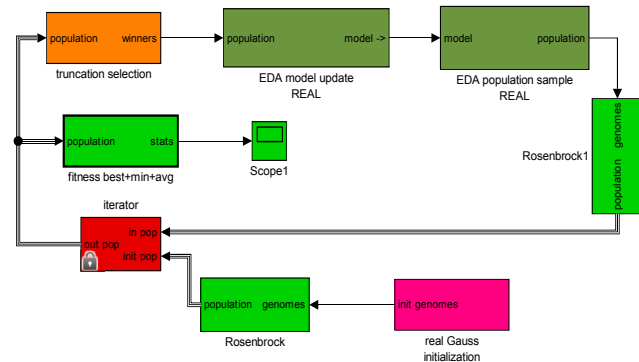 population winners
truncation selection
population model ->
EDA model update
REAL
model population
EDA population sample
REAL
population genomes
Rosenbrock1
population stats
fitness best+min+avg
Scope1
iterator
in pop
out pop
init pop
population genomes
Rosenbrock
init genomes
real Gauss
initialization